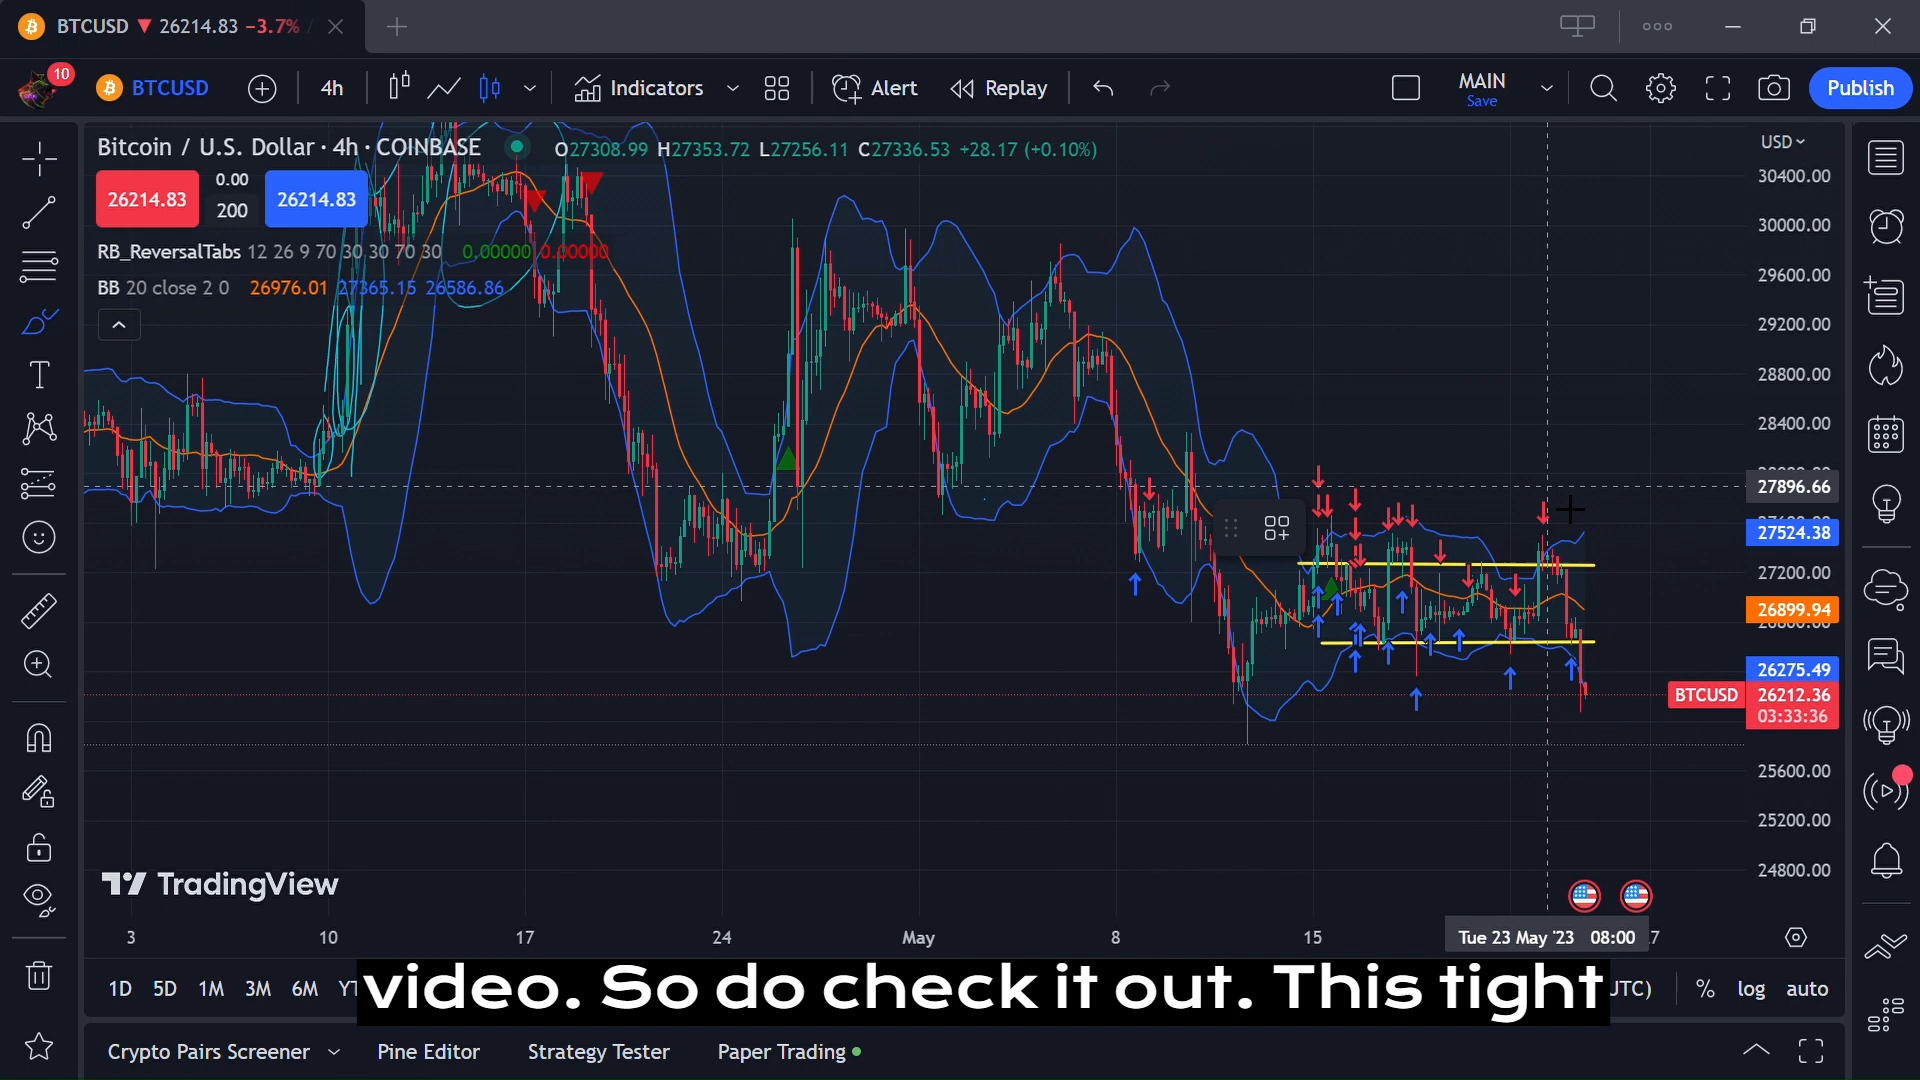 BTCUSD ▼ 26214.83 −3.7% /
10
BTCUSD
4h
Indicators
Alert
Replay
MAIN
Save
Publish
Bitcoin / U.S. Dollar · 4h · COINBASE
O27308.99 H27353.72 L27256.11 C27336.53 +28.17 (+0.10%)
USD
26214.83
0.00
200
26214.83
RB_ReversalTabs 12 26 9 70 30 30 70 30 0.00000 0.00000
BB 20 close 2 0 26976.01 27365.15 26586.86
30400.00
30000.00
29600.00
29200.00
28800.00
28400.00
27896.66
27524.38
27200.00
26899.94
26275.49
BTCUSD
26212.36
03:33:36
25600.00
25200.00
24800.00
TradingView
3
10
17
24
May
8
15
Tue 23 May '23 08:00
1D 5D 1M 3M 6M
UTC)
%
log
auto
video. So do check it out. This tight
Crypto Pairs Screener
Pine Editor
Strategy Tester
Paper Trading